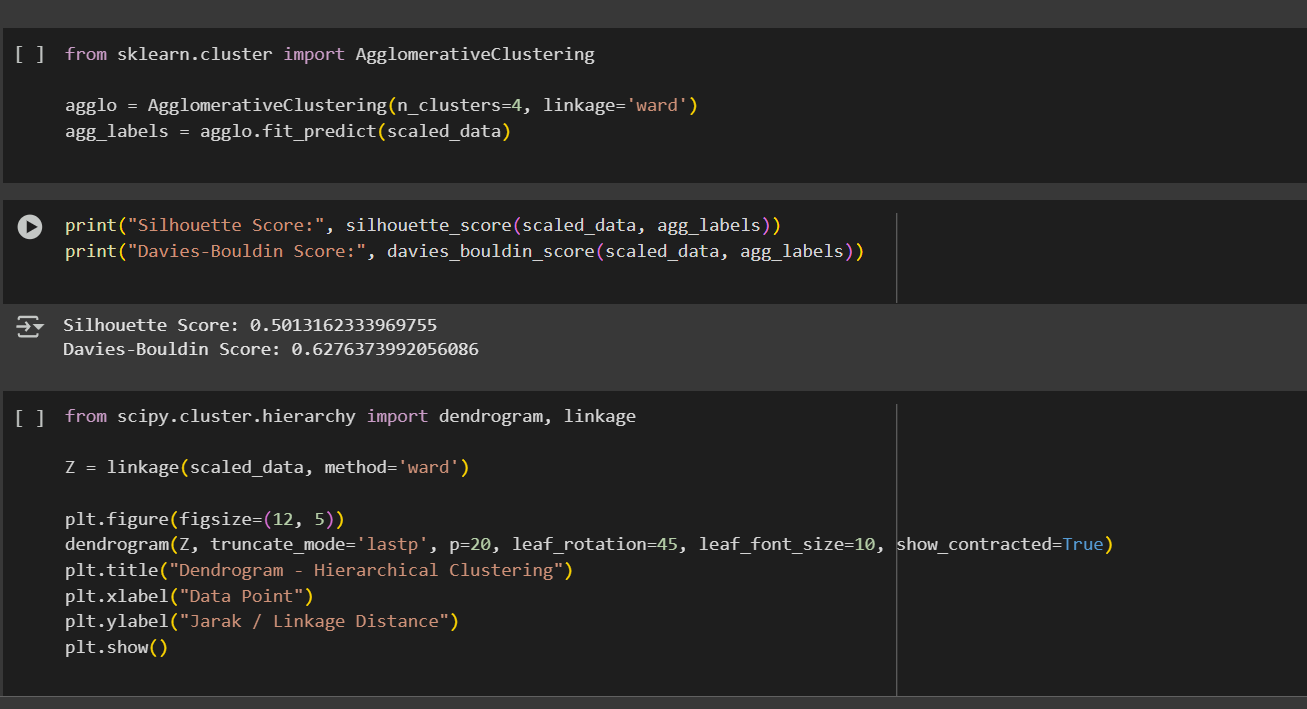 [ ] from sklearn.cluster import AgglomerativeClustering
agglo = AgglomerativeClustering(n_clusters=4, linkage='ward')
agg_labels = agglo.fit_predict(scaled_data)
print("Silhouette Score:", silhouette_score(scaled_data, agg_labels))
print("Davies-Bouldin Score:", davies_bouldin_score(scaled_data, agg_labels))
Silhouette Score: 0.5013162333969755
Davies-Bouldin Score: 0.6276373992056086
[ ] from scipy.cluster.hierarchy import dendrogram, linkage
Z = linkage(scaled_data, method='ward')
plt.figure(figsize=(12, 5))
dendrogram(Z, truncate_mode='lastp', p=20, leaf_rotation=45, leaf_font_size=10, show_contracted=True)
plt.title("Dendrogram - Hierarchical Clustering")
plt.xlabel("Data Point")
plt.ylabel("Jarak / Linkage Distance")
plt.show()